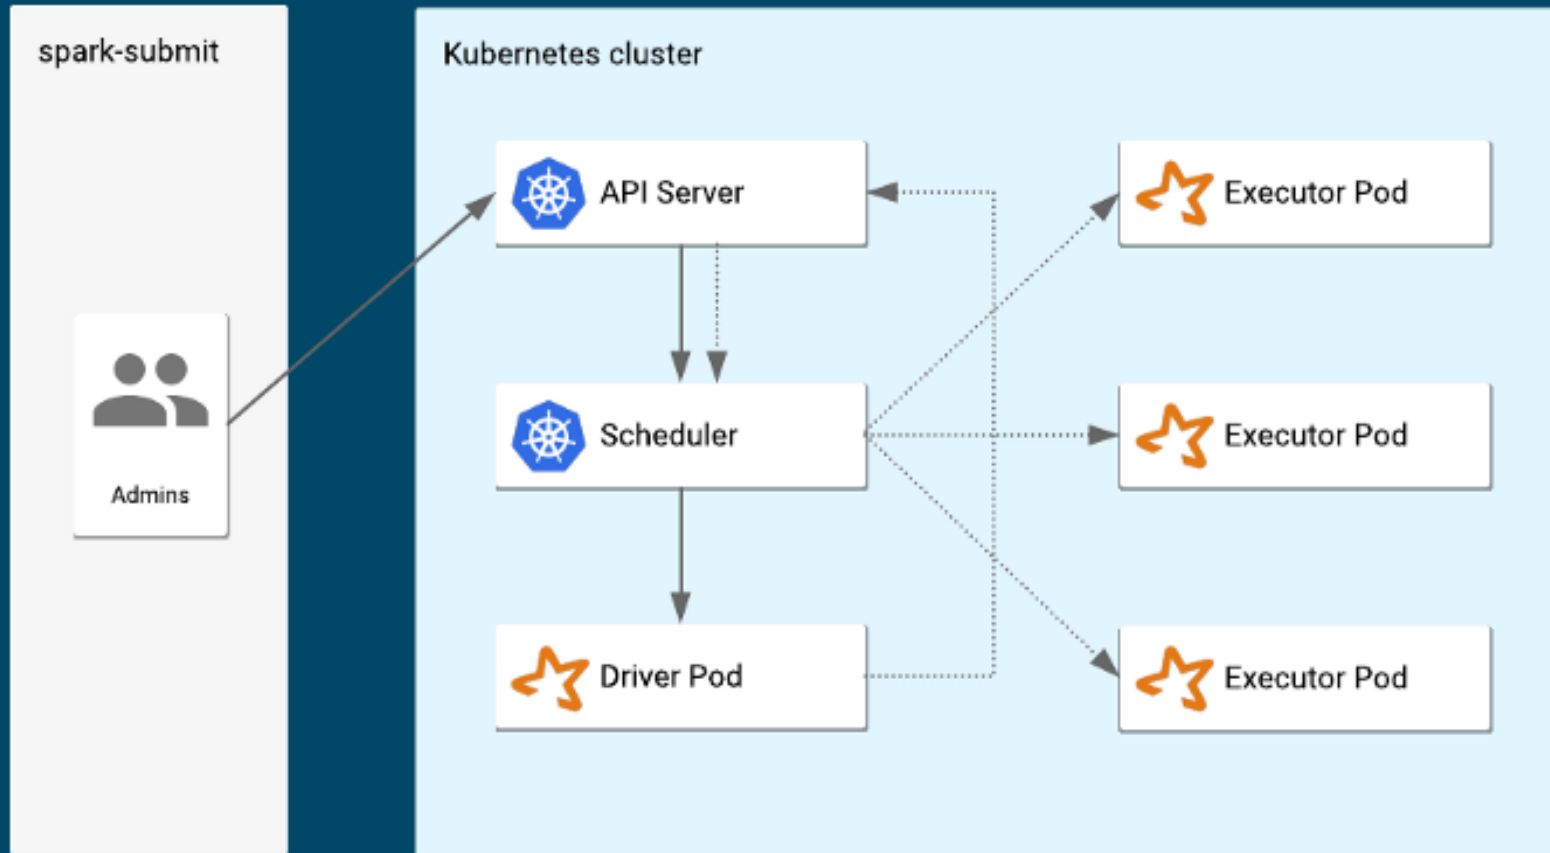 spark-submit
Admins
Kubernetes cluster
API Server
Scheduler
Driver Pod
Executor Pod
Executor Pod
Executor Pod